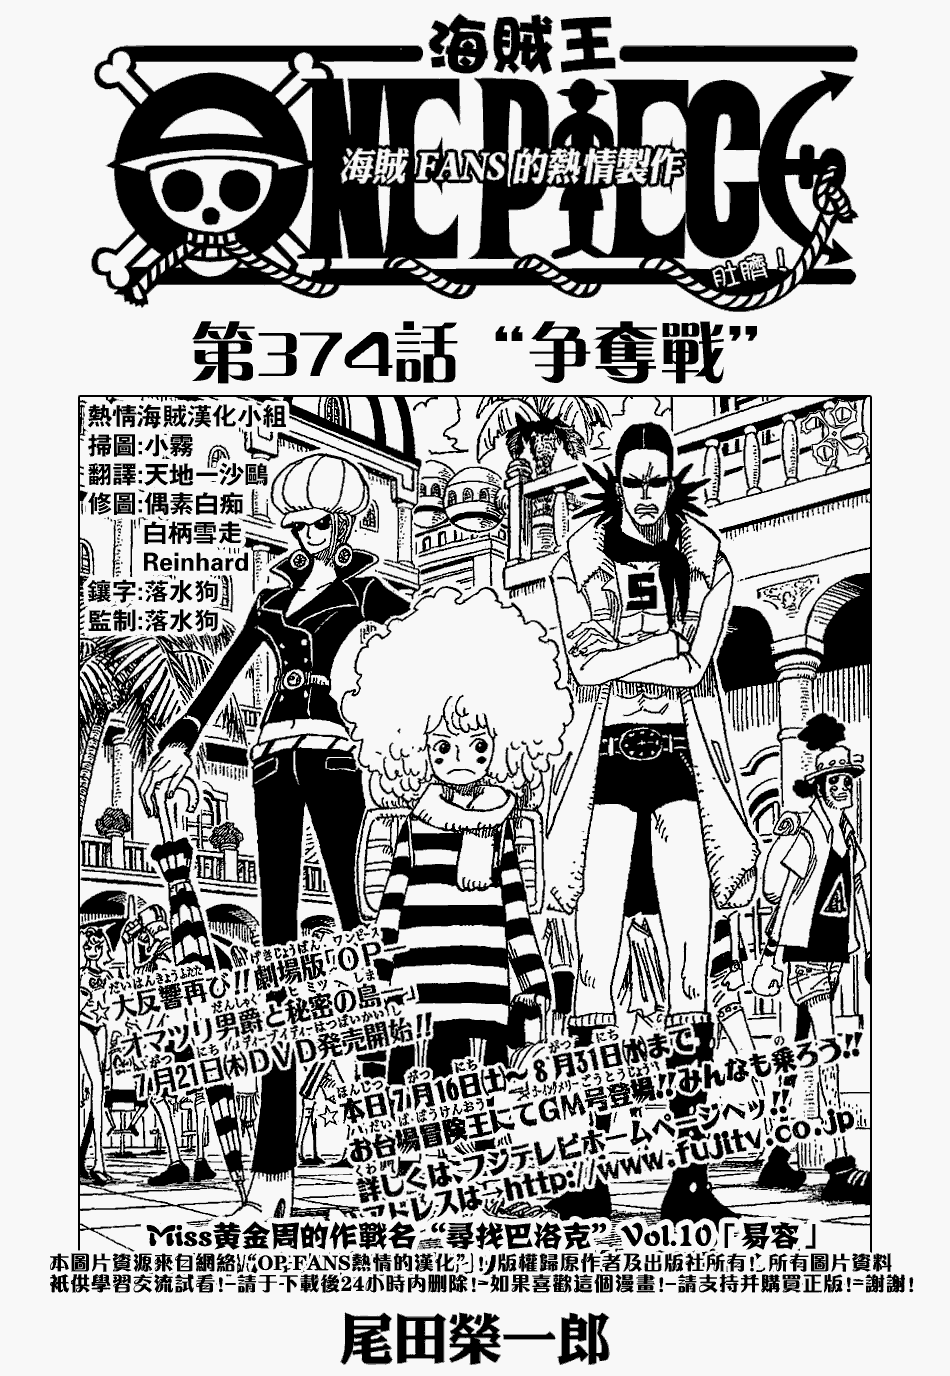 海賊王
ONE PIECE
海賊 FANS 的熱情製作
肚臍！
第374話 “争奪戰”
熱情海賊漢化小組
掃圖:小霧
翻譯:天地一沙鷗
修圖:偶素白痴
白柄雪走
Reinhard
鑲字:落水狗
監制:落水狗
S
大反響再び!!劇場版「OP―
オマツリ男爵と秘密の島―」
7月21日(木)DVD発売開始!!
☆本日7月16日(土)～8月31日(水)まで
お台場冒険王にてGM号登場!!みんなも乗ろう!!
詳しくは、フジテレビホームページへッ!!
アドレスは→http://www.fujitv.co.jp
Miss黄金周的作戰名“尋找巴洛克” Vol.10「易容」
本圖片資源來自網絡!“OP FANS熱情的漢化”!版權歸原作者及出版社所有!所有圖片資料
衹供學習交流試看!-請于下載後24小時内删除!-如果喜歡這個漫畫!-請支持并購買正版!-謝謝!
尾田榮一郎